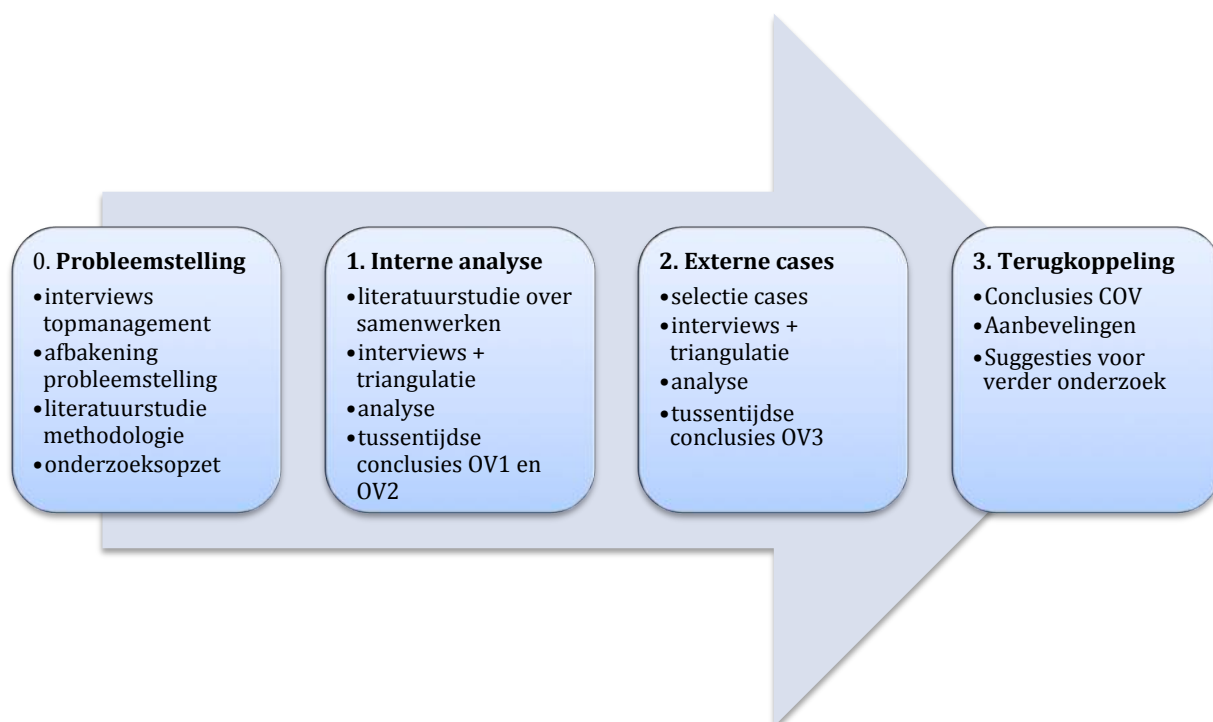 0. Probleemstelling
•interviews
topmanagement
•afbakening
probleemstelling
•literatuurstudie
methodologie
•onderzoeksopzet
1. Interne analyse
•literatuurstudie over
samenwerken
•interviews +
triangulatie
•analyse
•tussentijdse
conclusies OV1 en
OV2
2. Externe cases
•selectie cases
•interviews +
triangulatie
•analyse
•tussentijdse
conclusies OV3
3. Terugkoppeling
•Conclusies COV
•Aanbevelingen
•Suggesties voor
verder onderzoek